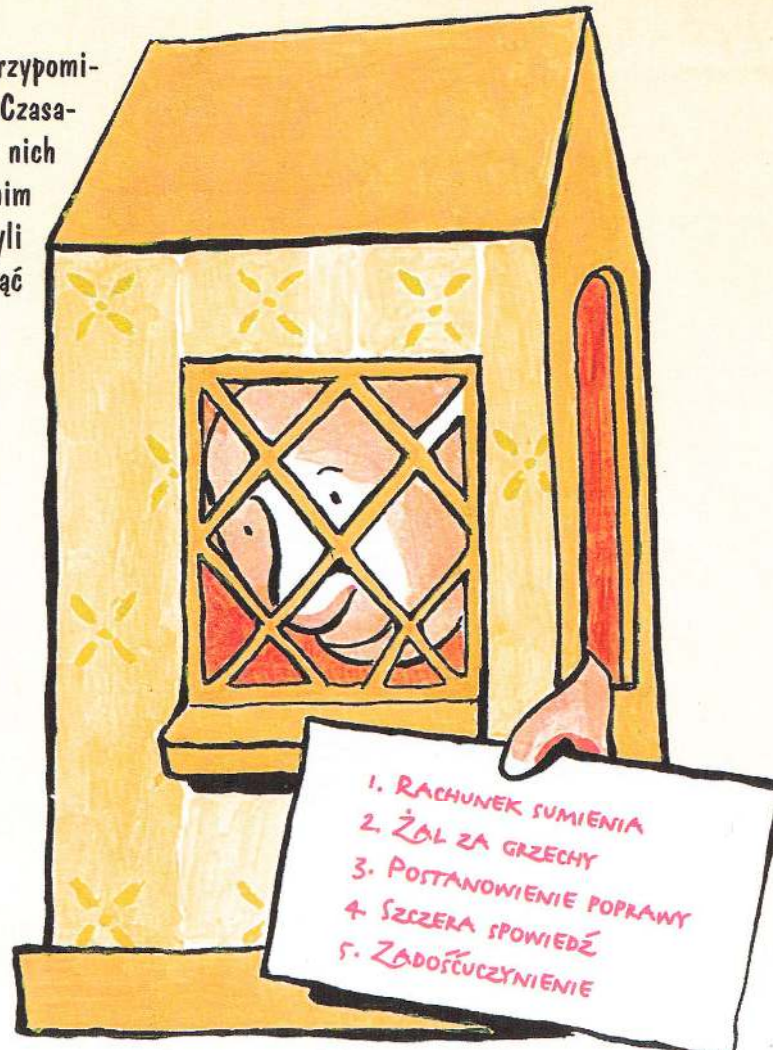 rzypomi-
Czasa-
nich
im
yli
ąć
1. RACHUNEK SUMIENIA
2. ŻAL ZA GRZECHY
3. POSTANOWIENIE POPRAWY
4 SZCZERA SPOWIEDŹ
5. ZADOŚĆUCZYNIENIE